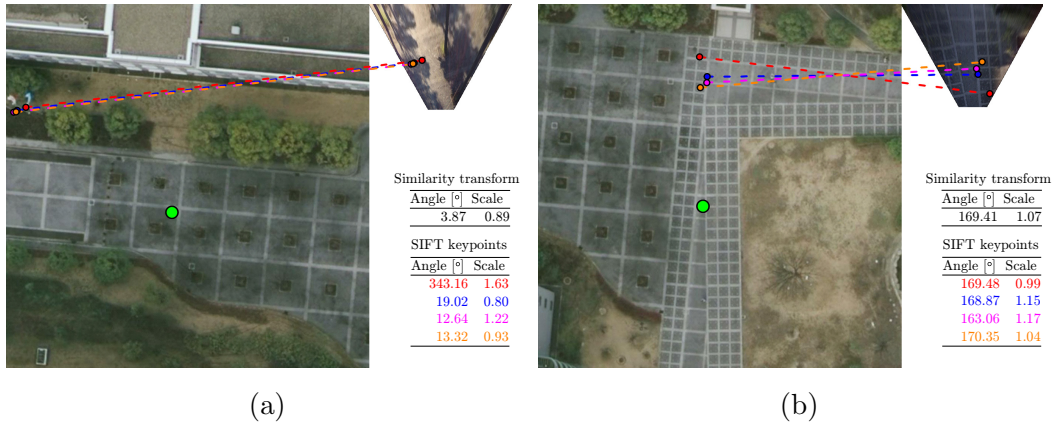 Similarity transform
Angle [°] Scale
3.87 0.89
SIFT keypoints
Angle [°] Scale
343.16 1.63
19.02 0.80
12.64 1.22
13.32 0.93
(a)
Similarity transform
Angle [°] Scale
169.41 1.07
SIFT keypoints
Angle [°] Scale
169.48 0.99
168.87 1.15
163.06 1.17
170.35 1.04
(b)